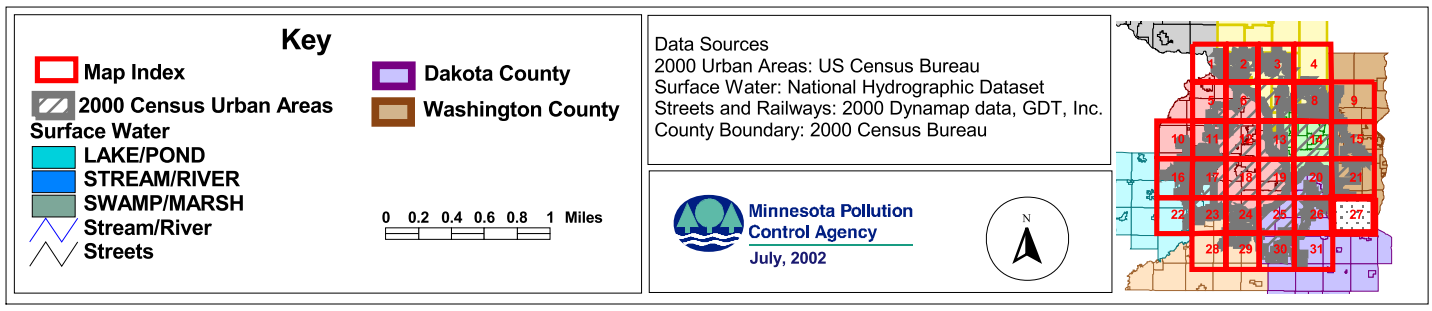 Key
Map Index
2000 Census Urban Areas
Surface Water
LAKE/POND
STREAM/RIVER
SWAMP/MARSH
Stream/River
Streets
Dakota County
Washington County
0 0.2 0.4 0.6 0.8 1 Miles
Data Sources
2000 Urban Areas: US Census Bureau
Surface Water: National Hydrographic Dataset
Streets and Railways: 2000 Dynamap data, GDT, Inc.
County Boundary: 2000 Census Bureau
Minnesota Pollution
Control Agency
July, 2002
N
1 2 3 4
5 6 7 8 9
10 11 12 13 14 15
16 17 18 19 20 21
22 23 24 25 26 27
28 29 30 31